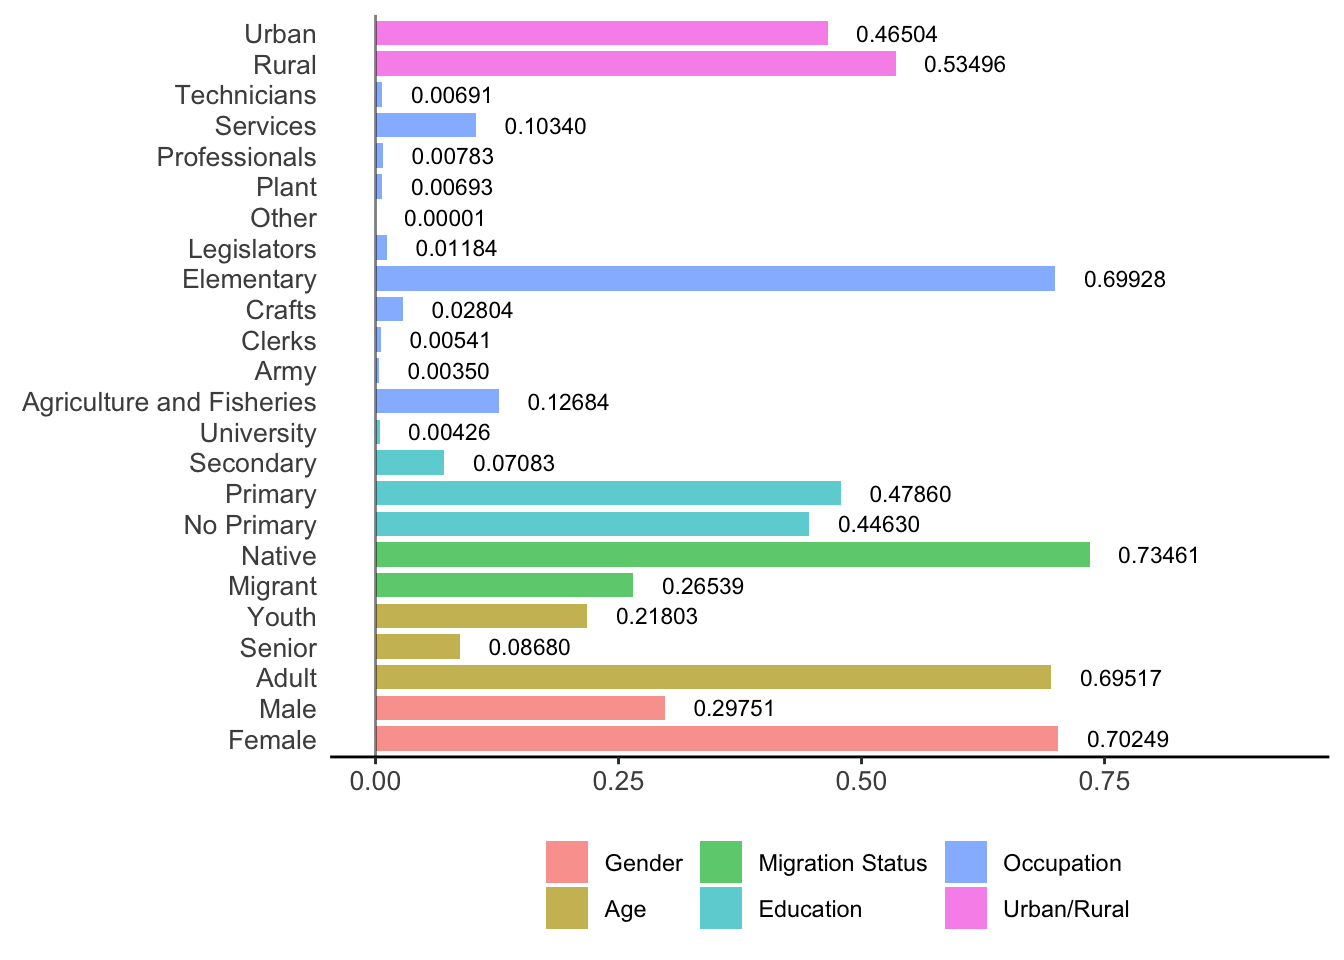 Urban 0.46504
Rural 0.53496
Technicians 0.00691
Services 0.10340
Professionals 0.00783
Plant 0.00693
Other 0.00001
Legislators 0.01184
Elementary 0.69928
Crafts 0.02804
Clerks 0.00541
Army 0.00350
Agriculture and Fisheries 0.12684
University 0.00426
Secondary 0.07083
Primary 0.47860
No Primary 0.44630
Native 0.73461
Migrant 0.26539
Youth 0.21803
Senior 0.08680
Adult 0.69517
Male 0.29751
Female 0.70249
0.00 0.25 0.50 0.75
Gender Migration Status Occupation
Age Education Urban/Rural